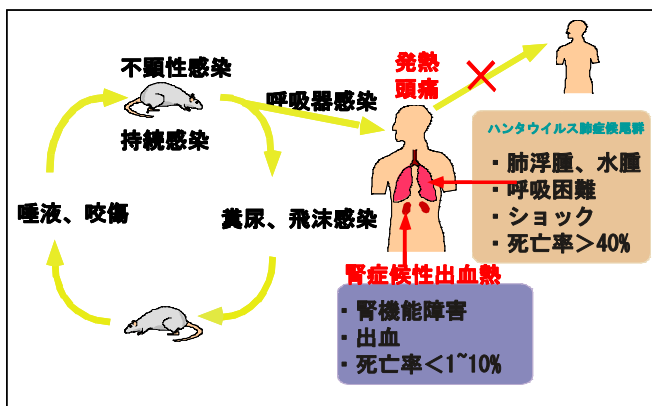 不顕性感染
持続感染
呼吸器感染
唾液、咬傷
糞尿、飛沫感染
発熱
頭痛
ハンタウイルス肺症候尾群
・肺浮腫、水腫
・呼吸困難
・ショック
・死亡率＞40%
腎症候性出血熱
・腎機能障害
・出血
・死亡率＜1~10%